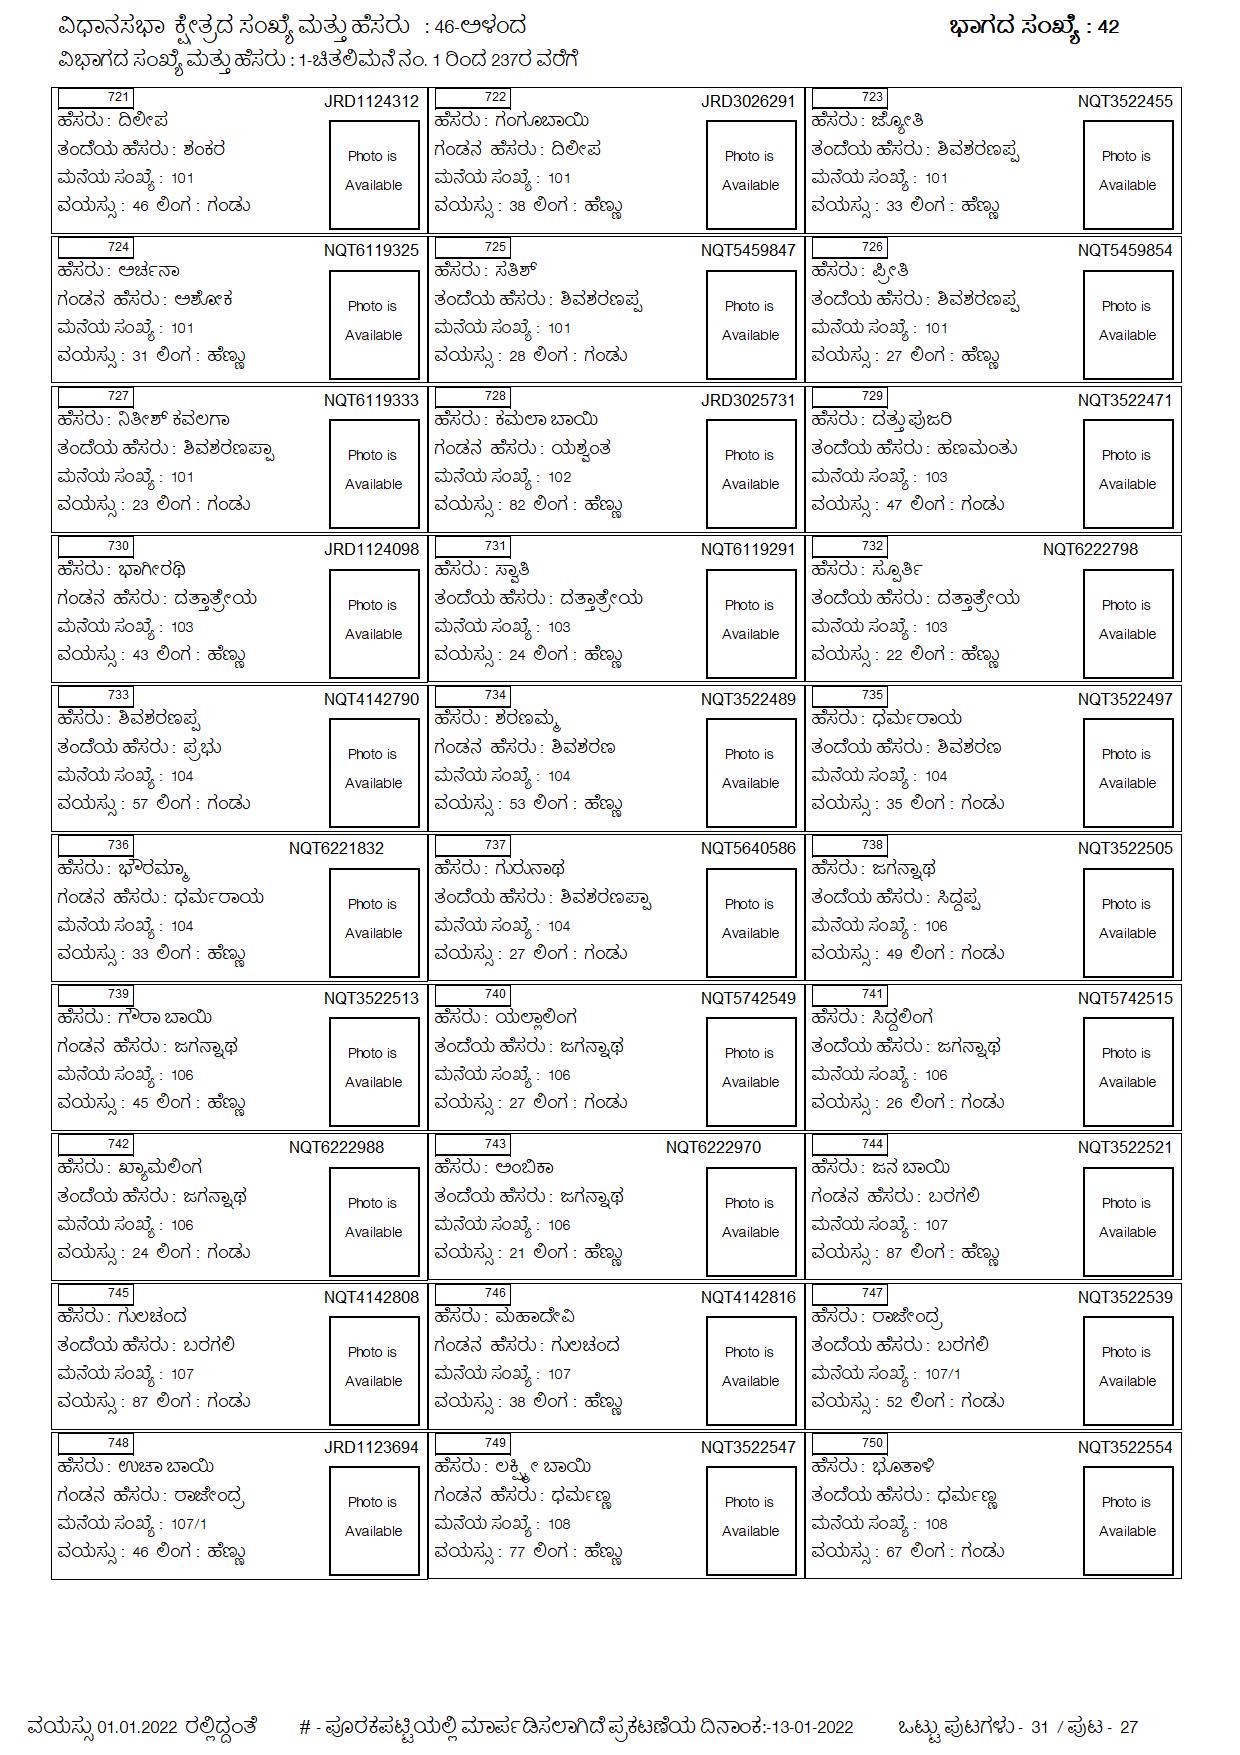 ವಿಧಾನಸಭಾ ಕ್ಷೇತ್ರದ ಸಂಖ್ಯೆ ಮತ್ತು ಹೆಸರು : 46-ಅಳಂದ ಭಾಗದ ಸಂಖ್ಯೆ : 42
ವಿಭಾಗದ ಸಂಖ್ಯೆ ಮತ್ತು ಹೆಸರು : 1-ಚಿತಲಿಮನೆ ನಂ. 1 ರಿಂದ 237ರ ವರೆಗೆ
721 JRD1124312
ಹೆಸರು : ದಿಲೀಪ
ತಂದೆಯ ಹೆಸರು : ಶಂಕರ
ಮನೆಯ ಸಂಖ್ಯೆ : 101
ವಯಸ್ಸು : 46 ಲಿಂಗ : ಗಂಡು
Photo is
Available
722 JRD3026291
ಹೆಸರು : ಗಂಗೂಬಾಯಿ
ಗಂಡನ ಹೆಸರು : ದಿಲೀಪ
ಮನೆಯ ಸಂಖ್ಯೆ : 101
ವಯಸ್ಸು : 38 ಲಿಂಗ : ಹೆಣ್ಣು
Photo is
Available
723 NQT3522455
ಹೆಸರು : ಜ್ಯೋತಿ
ತಂದೆಯ ಹೆಸರು : ಶಿವಶರಣಪ್ಪ
ಮನೆಯ ಸಂಖ್ಯೆ : 101
ವಯಸ್ಸು : 33 ಲಿಂಗ : ಹೆಣ್ಣು
Photo is
Available
724 NQT6119325
ಹೆಸರು : ಅರ್ಚನಾ
ಗಂಡನ ಹೆಸರು : ಅಶೋಕ
ಮನೆಯ ಸಂಖ್ಯೆ : 101
ವಯಸ್ಸು : 31 ಲಿಂಗ : ಹೆಣ್ಣು
Photo is
Available
725 NQT5459847
ಹೆಸರು : ಸತಿಶ್
ತಂದೆಯ ಹೆಸರು : ಶಿವಶರಣಪ್ಪ
ಮನೆಯ ಸಂಖ್ಯೆ : 101
ವಯಸ್ಸು : 28 ಲಿಂಗ : ಗಂಡು
Photo is
Available
726 NQT5459854
ಹೆಸರು : ಪ್ರೀತಿ
ತಂದೆಯ ಹೆಸರು : ಶಿವಶರಣಪ್ಪ
ಮನೆಯ ಸಂಖ್ಯೆ : 101
ವಯಸ್ಸು : 27 ಲಿಂಗ : ಹೆಣ್ಣು
Photo is
Available
727 NQT6119333
ಹೆಸರು : ನಿತೀಶ್ ಕವಲಗಾ
ತಂದೆಯ ಹೆಸರು : ಶಿವಶರಣಪ್ಪಾ
ಮನೆಯ ಸಂಖ್ಯೆ : 101
ವಯಸ್ಸು : 23 ಲಿಂಗ : ಗಂಡು
Photo is
Available
728 JRD3025731
ಹೆಸರು : ಕಮಲಾ ಬಾಯಿ
ಗಂಡನ ಹೆಸರು : ಯಶ್ವಂತ
ಮನೆಯ ಸಂಖ್ಯೆ : 102
ವಯಸ್ಸು : 82 ಲಿಂಗ : ಹೆಣ್ಣು
Photo is
Available
729 NQT3522471
ಹೆಸರು : ದತ್ತು ಪುಜರಿ
ತಂದೆಯ ಹೆಸರು : ಹಣಮಂತು
ಮನೆಯ ಸಂಖ್ಯೆ : 103
ವಯಸ್ಸು : 47 ಲಿಂಗ : ಗಂಡು
Photo is
Available
730 JRD1124098
ಹೆಸರು : ಭಾಗೀರಥಿ
ಗಂಡನ ಹೆಸರು : ದತ್ತಾತ್ರೇಯ
ಮನೆಯ ಸಂಖ್ಯೆ : 103
ವಯಸ್ಸು : 43 ಲಿಂಗ : ಹೆಣ್ಣು
Photo is
Available
731 NQT6119291
ಹೆಸರು : ಸ್ವಾತಿ
ತಂದೆಯ ಹೆಸರು : ದತ್ತಾತ್ರೇಯ
ಮನೆಯ ಸಂಖ್ಯೆ : 103
ವಯಸ್ಸು : 24 ಲಿಂಗ : ಹೆಣ್ಣು
Photo is
Available
732 NQT6222798
ಹೆಸರು : ಸ್ಪೂರ್ತಿ
ತಂದೆಯ ಹೆಸರು : ದತ್ತಾತ್ರೇಯ
ಮನೆಯ ಸಂಖ್ಯೆ : 103
ವಯಸ್ಸು : 22 ಲಿಂಗ : ಹೆಣ್ಣು
Photo is
Available
733 NQT4142790
ಹೆಸರು : ಶಿವಶರಣಪ್ಪ
ತಂದೆಯ ಹೆಸರು : ಪ್ರಭು
ಮನೆಯ ಸಂಖ್ಯೆ : 104
ವಯಸ್ಸು : 57 ಲಿಂಗ : ಗಂಡು
Photo is
Available
734 NQT3522489
ಹೆಸರು : ಶರಣಮ್ಮ
ಗಂಡನ ಹೆಸರು : ಶಿವಶರಣ
ಮನೆಯ ಸಂಖ್ಯೆ : 104
ವಯಸ್ಸು : 53 ಲಿಂಗ : ಹೆಣ್ಣು
Photo is
Available
735 NQT3522497
ಹೆಸರು : ಧರ್ಮರಾಯ
ತಂದೆಯ ಹೆಸರು : ಶಿವಶರಣ
ಮನೆಯ ಸಂಖ್ಯೆ : 104
ವಯಸ್ಸು : 35 ಲಿಂಗ : ಗಂಡು
Photo is
Available
736 NQT6221832
ಹೆಸರು : ಭೌರಮ್ಮಾ
ಗಂಡನ ಹೆಸರು : ಧರ್ಮರಾಯ
ಮನೆಯ ಸಂಖ್ಯೆ : 104
ವಯಸ್ಸು : 33 ಲಿಂಗ : ಹೆಣ್ಣು
Photo is
Available
737 NQT5640586
ಹೆಸರು : ಗುರುನಾಥ
ತಂದೆಯ ಹೆಸರು : ಶಿವಶರಣಪ್ಪಾ
ಮನೆಯ ಸಂಖ್ಯೆ : 104
ವಯಸ್ಸು : 27 ಲಿಂಗ : ಗಂಡು
Photo is
Available
738 NQT3522505
ಹೆಸರು : ಜಗನ್ನಾಥ
ತಂದೆಯ ಹೆಸರು : ಸಿದ್ದಪ್ಪ
ಮನೆಯ ಸಂಖ್ಯೆ : 106
ವಯಸ್ಸು : 49 ಲಿಂಗ : ಗಂಡು
Photo is
Available
739 NQT3522513
ಹೆಸರು : ಗೌರಾ ಬಾಯಿ
ಗಂಡನ ಹೆಸರು : ಜಗನ್ನಾಥ
ಮನೆಯ ಸಂಖ್ಯೆ : 106
ವಯಸ್ಸು : 45 ಲಿಂಗ : ಹೆಣ್ಣು
Photo is
Available
740 NQT5742549
ಹೆಸರು : ಯಲ್ಲಾಲಿಂಗ
ತಂದೆಯ ಹೆಸರು : ಜಗನ್ನಾಥ
ಮನೆಯ ಸಂಖ್ಯೆ : 106
ವಯಸ್ಸು : 27 ಲಿಂಗ : ಗಂಡು
Photo is
Available
741 NQT5742515
ಹೆಸರು : ಸಿದ್ದಲಿಂಗ
ತಂದೆಯ ಹೆಸರು : ಜಗನ್ನಾಥ
ಮನೆಯ ಸಂಖ್ಯೆ : 106
ವಯಸ್ಸು : 26 ಲಿಂಗ : ಗಂಡು
Photo is
Available
742 NQT6222988
ಹೆಸರು : ಖ್ಯಾಮಲಿಂಗ
ತಂದೆಯ ಹೆಸರು : ಜಗನ್ನಾಥ
ಮನೆಯ ಸಂಖ್ಯೆ : 106
ವಯಸ್ಸು : 24 ಲಿಂಗ : ಗಂಡು
Photo is
Available
743 NQT6222970
ಹೆಸರು : ಅಂಬಿಕಾ
ತಂದೆಯ ಹೆಸರು : ಜಗನ್ನಾಥ
ಮನೆಯ ಸಂಖ್ಯೆ : 106
ವಯಸ್ಸು : 21 ಲಿಂಗ : ಹೆಣ್ಣು
Photo is
Available
744 NQT3522521
ಹೆಸರು : ಜನ ಬಾಯಿ
ಗಂಡನ ಹೆಸರು : ಬರಗಲಿ
ಮನೆಯ ಸಂಖ್ಯೆ : 107
ವಯಸ್ಸು : 87 ಲಿಂಗ : ಹೆಣ್ಣು
Photo is
Available
745 NQT4142808
ಹೆಸರು : ಗುಲಚಂದ
ತಂದೆಯ ಹೆಸರು : ಬರಗಲಿ
ಮನೆಯ ಸಂಖ್ಯೆ : 107
ವಯಸ್ಸು : 87 ಲಿಂಗ : ಗಂಡು
Photo is
Available
746 NQT4142816
ಹೆಸರು : ಮಹಾದೇವಿ
ಗಂಡನ ಹೆಸರು : ಗುಲಚಂದ
ಮನೆಯ ಸಂಖ್ಯೆ : 107
ವಯಸ್ಸು : 38 ಲಿಂಗ : ಹೆಣ್ಣು
Photo is
Available
747 NQT3522539
ಹೆಸರು : ರಾಜೇಂದ್ರ
ತಂದೆಯ ಹೆಸರು : ಬರಗಲಿ
ಮನೆಯ ಸಂಖ್ಯೆ : 107/1
ವಯಸ್ಸು : 52 ಲಿಂಗ : ಗಂಡು
Photo is
Available
748 JRD1123694
ಹೆಸರು : ಉಚಾ ಬಾಯಿ
ಗಂಡನ ಹೆಸರು : ರಾಜೇಂದ್ರ
ಮನೆಯ ಸಂಖ್ಯೆ : 107/1
ವಯಸ್ಸು : 46 ಲಿಂಗ : ಹೆಣ್ಣು
Photo is
Available
749 NQT3522547
ಹೆಸರು : ಲಕ್ಷ್ಮೀ ಬಾಯಿ
ಗಂಡನ ಹೆಸರು : ಧರ್ಮಣ್ಣ
ಮನೆಯ ಸಂಖ್ಯೆ : 108
ವಯಸ್ಸು : 77 ಲಿಂಗ : ಹೆಣ್ಣು
Photo is
Available
750 NQT3522554
ಹೆಸರು : ಭೂತಾಳಿ
ತಂದೆಯ ಹೆಸರು : ಧರ್ಮಣ್ಣ
ಮನೆಯ ಸಂಖ್ಯೆ : 108
ವಯಸ್ಸು : 67 ಲಿಂಗ : ಗಂಡು
Photo is
Available
ವಯಸ್ಸು 01.01.2022 ರಲ್ಲಿದ್ದಂತೆ # - ಪೂರಕಪಟ್ಟಿಯಲ್ಲಿ ಮಾರ್ಪಡಿಸಲಾಗಿದೆ ಪ್ರಕಟಣೆಯ ದಿನಾಂಕ:-13-01-2022 ಒಟ್ಟು ಪುಟಗಳು - 31 / ಪುಟ - 27